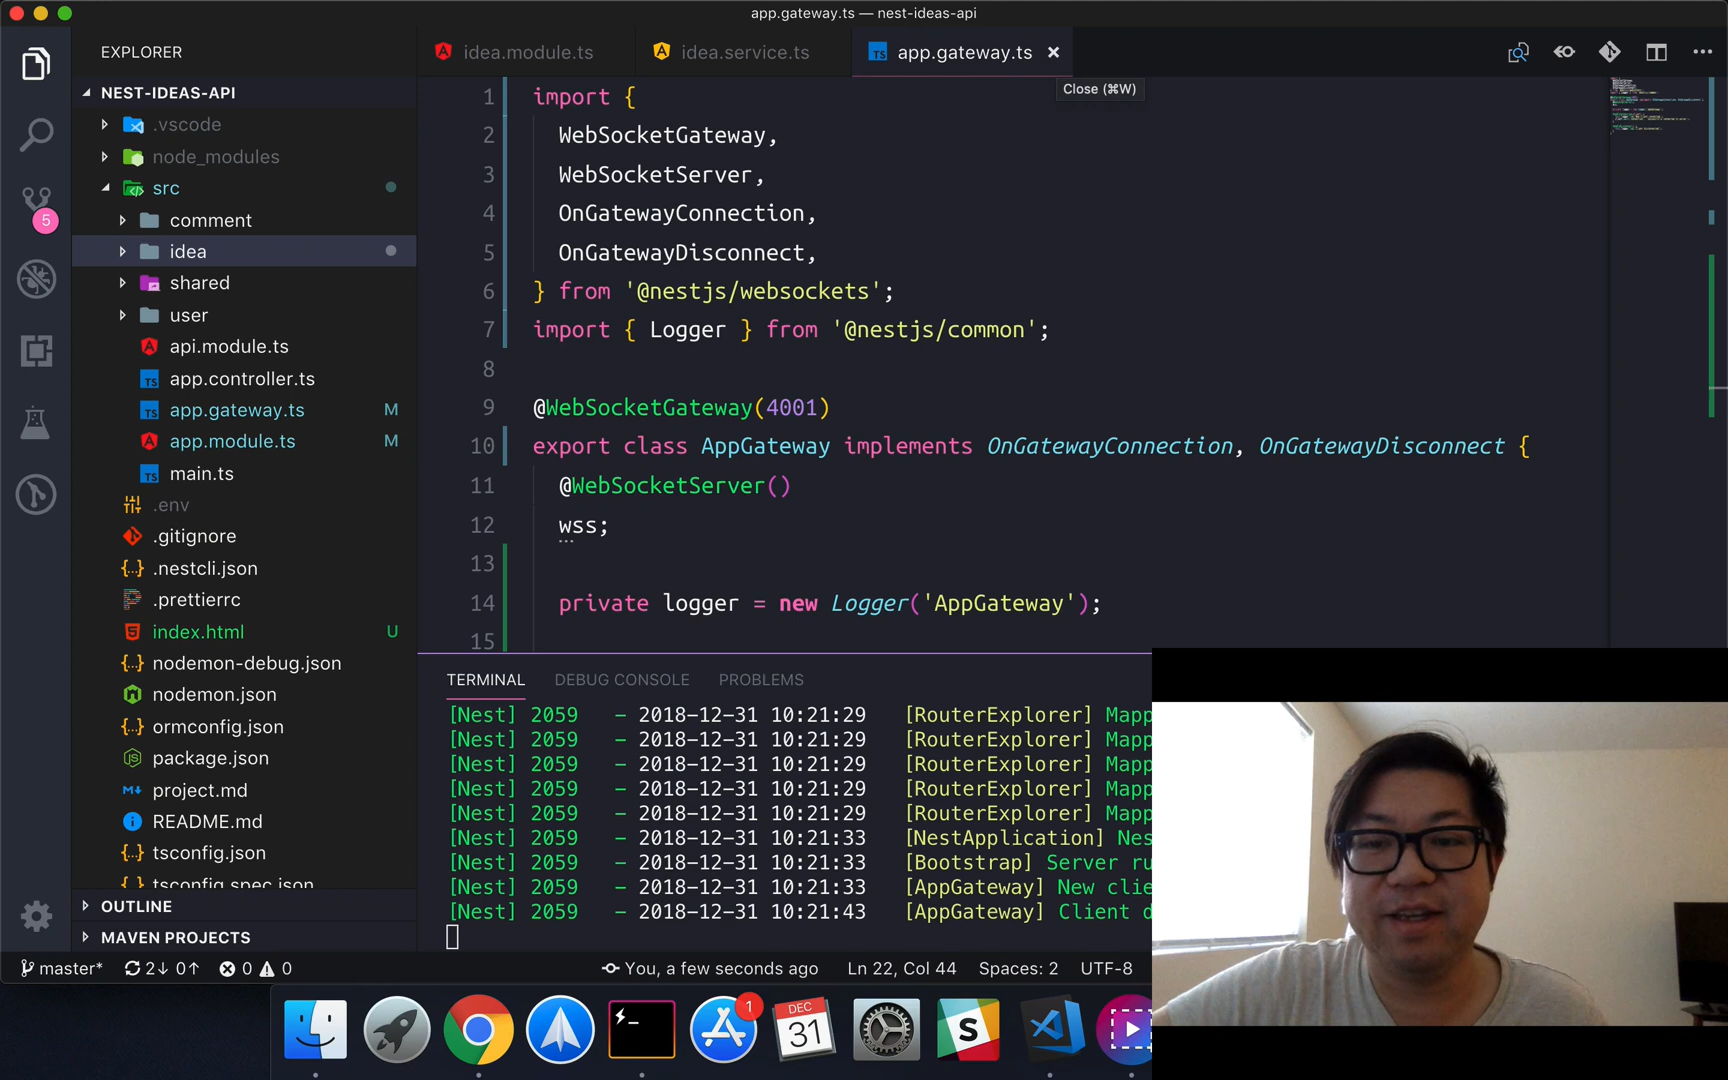 app.gateway.ts — nest-ideas-api
EXPLORER
idea.module.ts
idea.service.ts
app.gateway.ts
Close (⌘W)
NEST-IDEAS-API
.vscode
node_modules
src
comment
idea
shared
user
api.module.ts
app.controller.ts
app.gateway.ts M
app.module.ts M
main.ts
.env
.gitignore
.nestcli.json
.prettierrc
index.html U
nodemon-debug.json
nodemon.json
ormconfig.json
package.json
project.md
README.md
tsconfig.json
tsconfig.spec.json
OUTLINE
MAVEN PROJECTS
5
1 import {
2 WebSocketGateway,
3 WebSocketServer,
4 OnGatewayConnection,
5 OnGatewayDisconnect,
6 } from '@nestjs/websockets';
7 import { Logger } from '@nestjs/common';
8
9 @WebSocketGateway(4001)
10 export class AppGateway implements OnGatewayConnection, OnGatewayDisconnect {
11 @WebSocketServer()
12 wss;
13
14 private logger = new Logger('AppGateway');
15
TERMINAL DEBUG CONSOLE PROBLEMS
[Nest] 2059 - 2018-12-31 10:21:29 [RouterExplorer] Mapp
[Nest] 2059 - 2018-12-31 10:21:29 [RouterExplorer] Mapp
[Nest] 2059 - 2018-12-31 10:21:29 [RouterExplorer] Mapp
[Nest] 2059 - 2018-12-31 10:21:29 [RouterExplorer] Mapp
[Nest] 2059 - 2018-12-31 10:21:29 [RouterExplorer] Mapp
[Nest] 2059 - 2018-12-31 10:21:33 [NestApplication] Nes
[Nest] 2059 - 2018-12-31 10:21:33 [Bootstrap] Server ru
[Nest] 2059 - 2018-12-31 10:21:33 [AppGateway] New clie
[Nest] 2059 - 2018-12-31 10:21:43 [AppGateway] Client d
master* 2↓ 0↑ 0 0 You, a few seconds ago Ln 22, Col 44 Spaces: 2 UTF-8
1
DEC
31
S